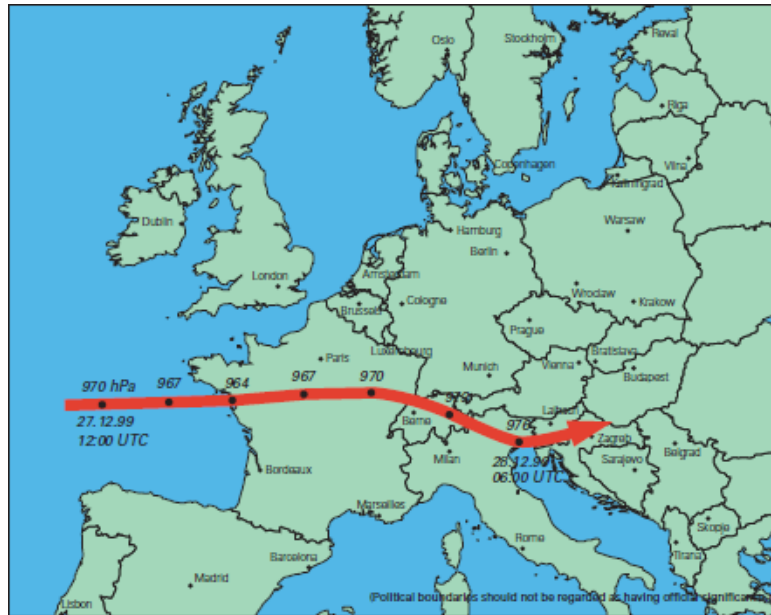 Oslo
Stockholm
Reval
Riga
Copenhagen
Vilna
Kaliningrad
Dublin
Hamburg
Warsaw
Berlin
London
Amsterdam
Wroclaw
Brussels
Cologne
Krakow
Prague
Paris
Luxembourg
Bratislava
Munich
Vienna
Budapest
970 hPa
967
964
967
970
27.12.99
12:00 UTC
Berne
976
Laibach
Zagreb
Belgrad
Milan
06:00 UTC
Sarajevo
Bordeaux
Marseilles
Skopje
Rome
Tirana
Barcelona
Madrid
Lisbon
(Political boundaries should not be regarded as having official significance)